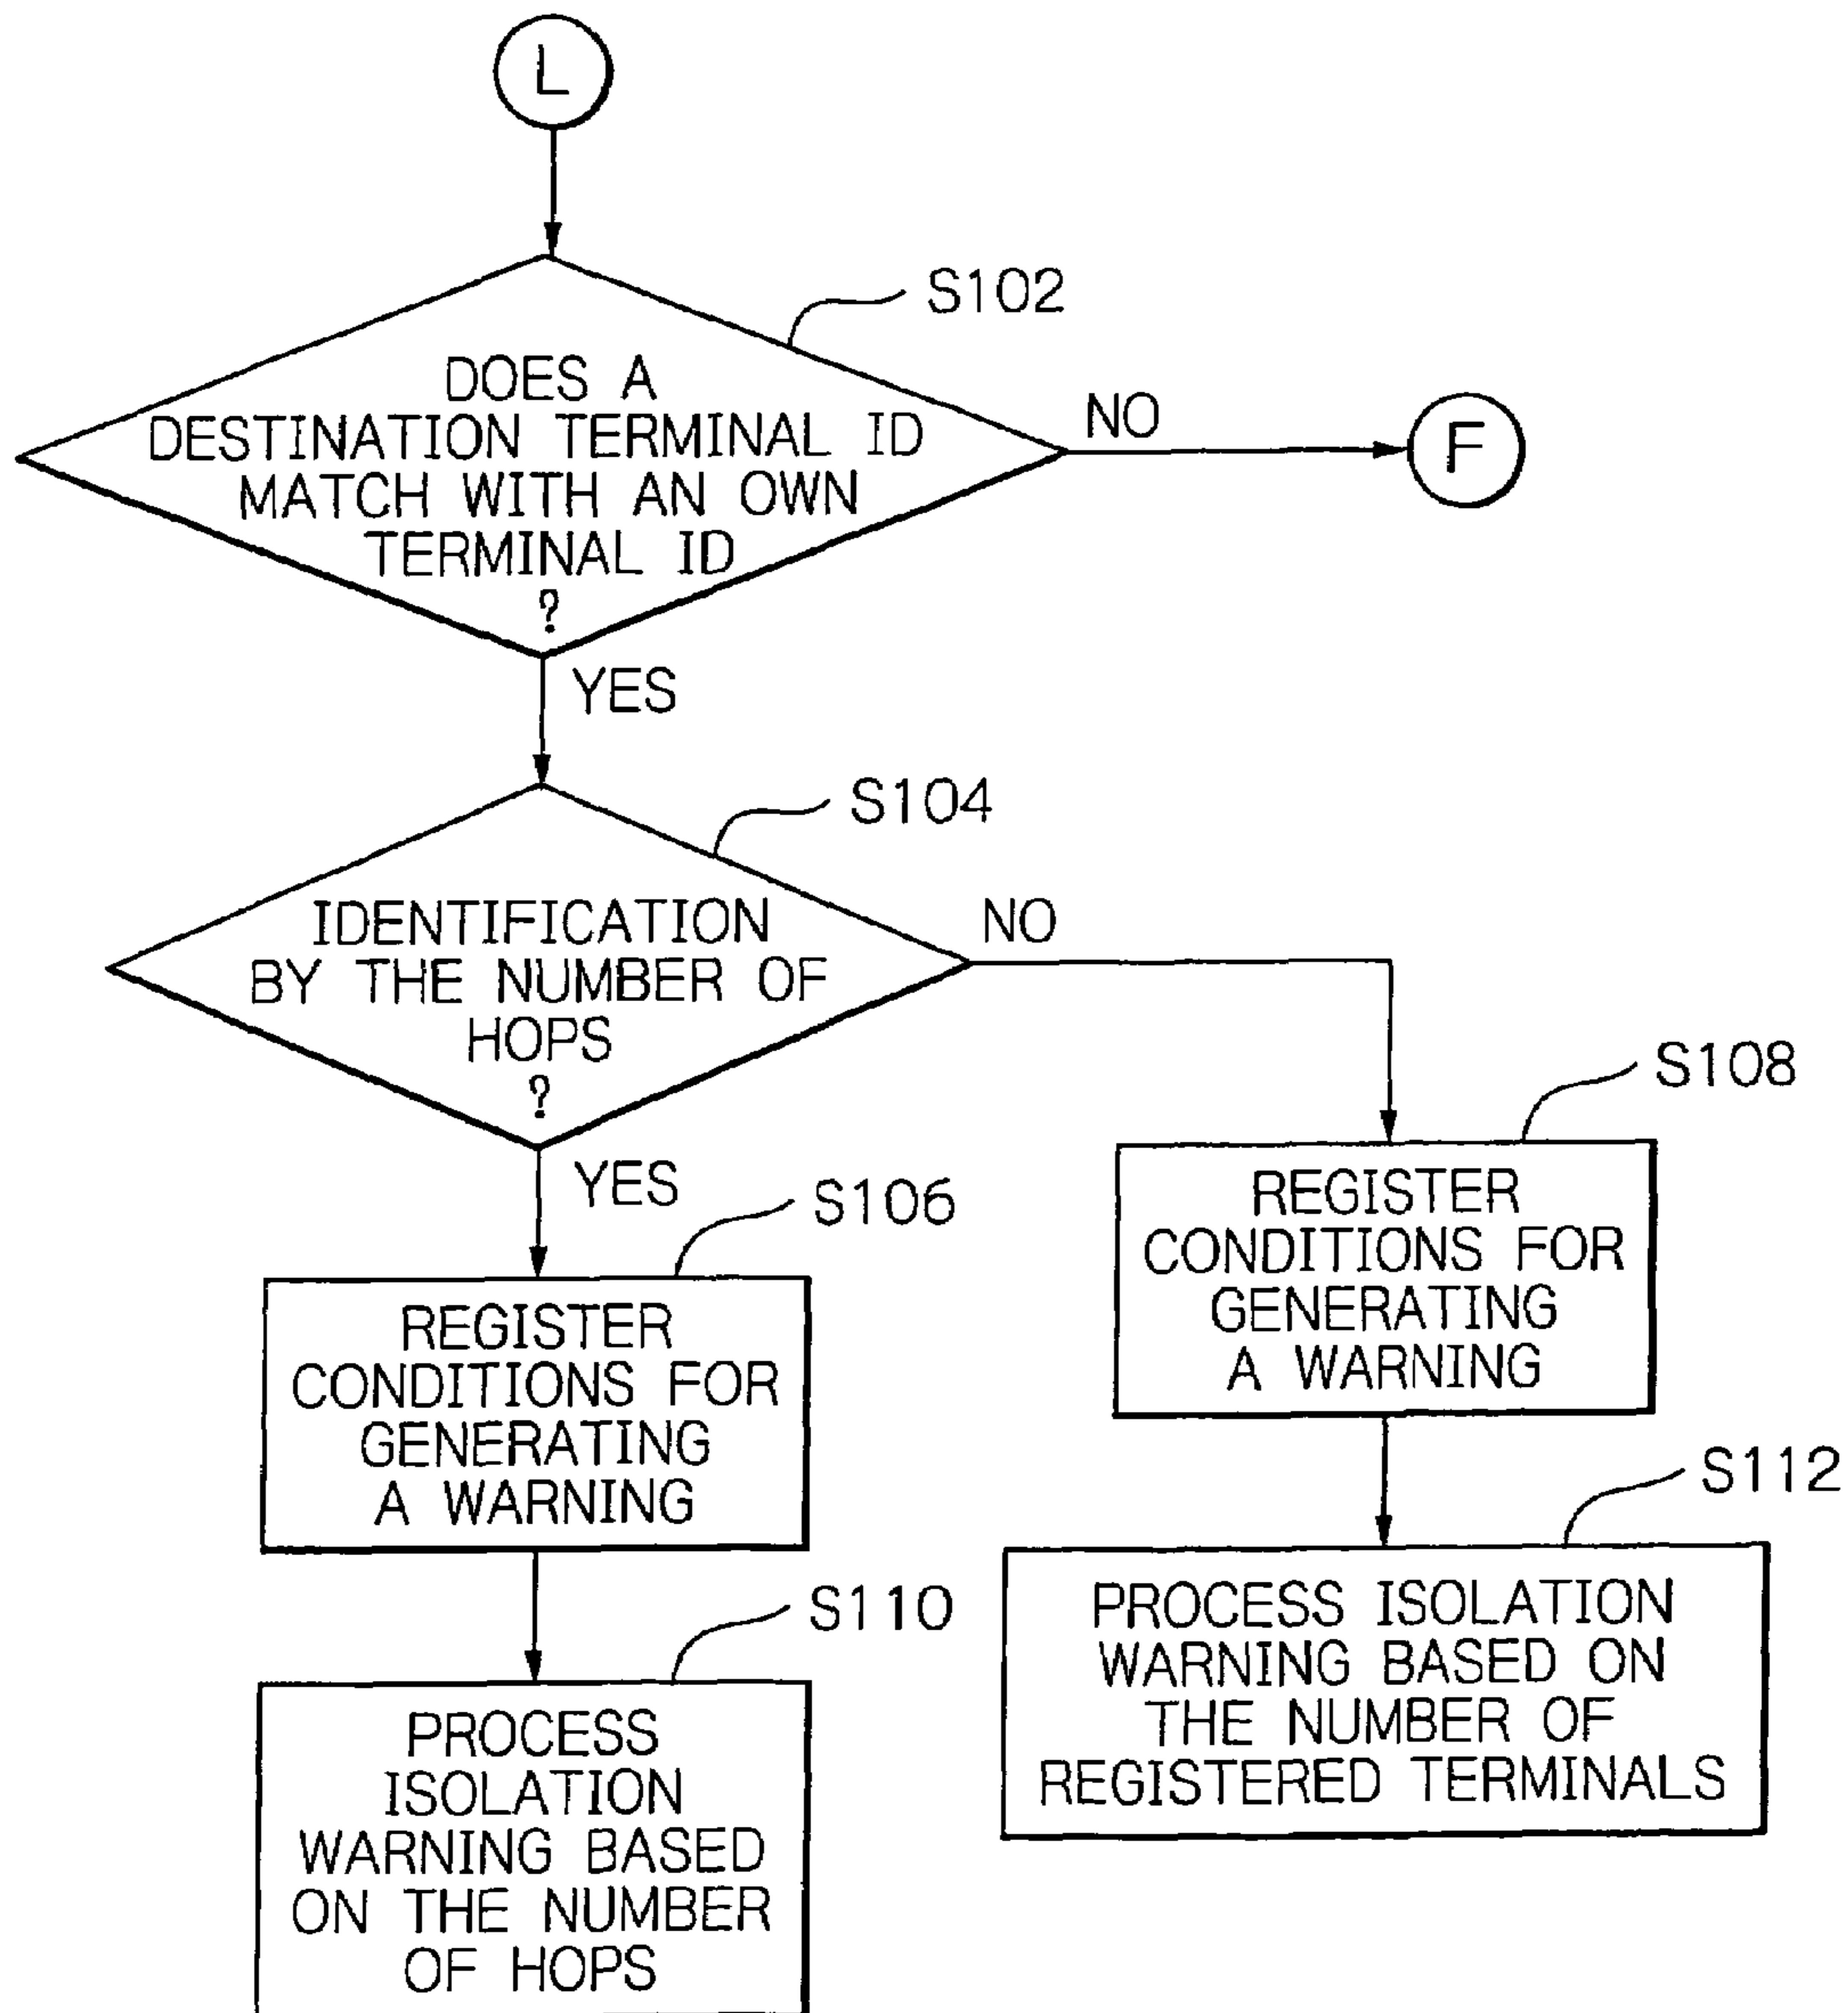 L
S102
DOES A
DESTINATION TERMINAL ID
MATCH WITH AN OWN
TERMINAL ID
?
NO
F
YES
S104
IDENTIFICATION
BY THE NUMBER OF
HOPS
?
NO
YES
S106
REGISTER
CONDITIONS FOR
GENERATING
A WARNING
S108
REGISTER
CONDITIONS FOR
GENERATING
A WARNING
S110
PROCESS
ISOLATION
WARNING BASED
ON THE NUMBER
OF HOPS
S112
PROCESS ISOLATION
WARNING BASED ON
THE NUMBER OF
REGISTERED TERMINALS